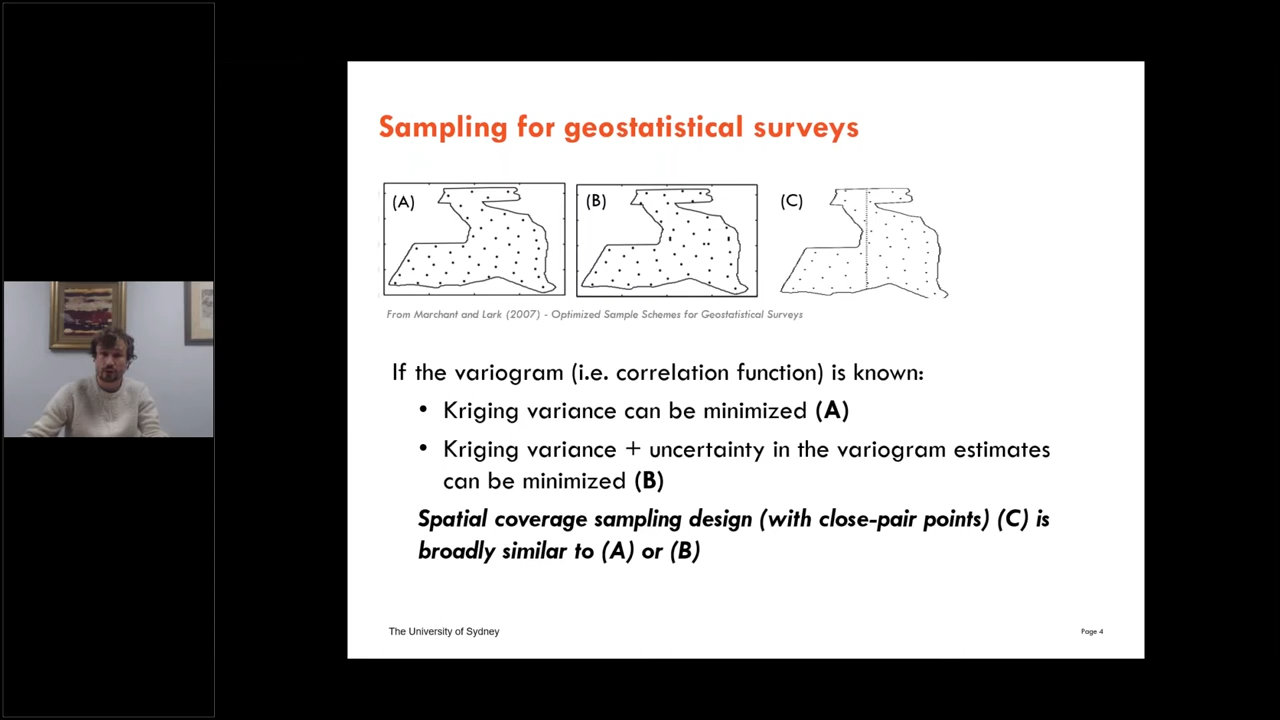 Sampling for geostatistical surveys
(A)
(B)
(C)
From Marchant and Lark (2007) - Optimized Sample Schemes for Geostatistical Surveys
If the variogram (i.e. correlation function) is known:
• Kriging variance can be minimized (A)
• Kriging variance + uncertainty in the variogram estimates
can be minimized (B)
Spatial coverage sampling design (with close-pair points) (C) is
broadly similar to (A) or (B)
The University of Sydney
Page 4